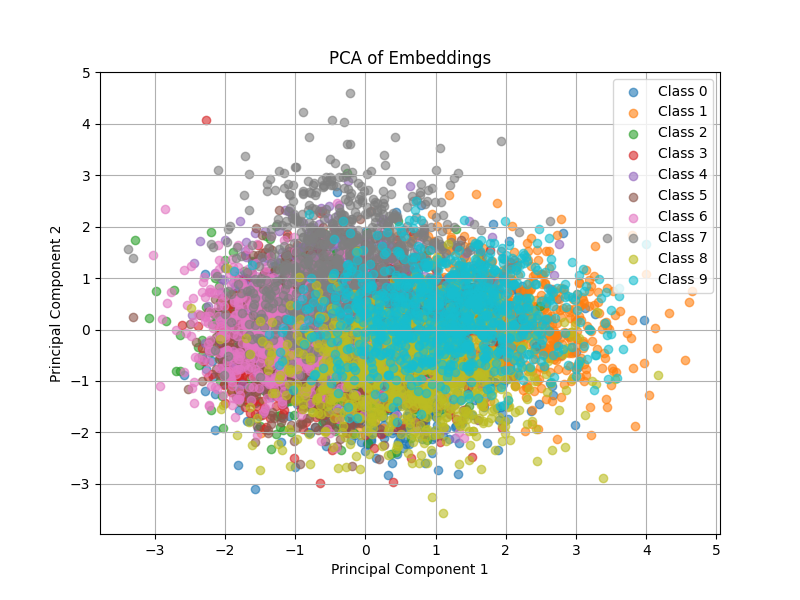 PCA of Embeddings
Class 0
Class 1
Class 2
Class 3
Class 4
Class 5
Class 6
Class 7
Class 8
Class 9
5
4
3
2
1
0
−1
−2
−3
Principal Component 2
−3 −2 −1 0 1 2 3 4 5
Principal Component 1